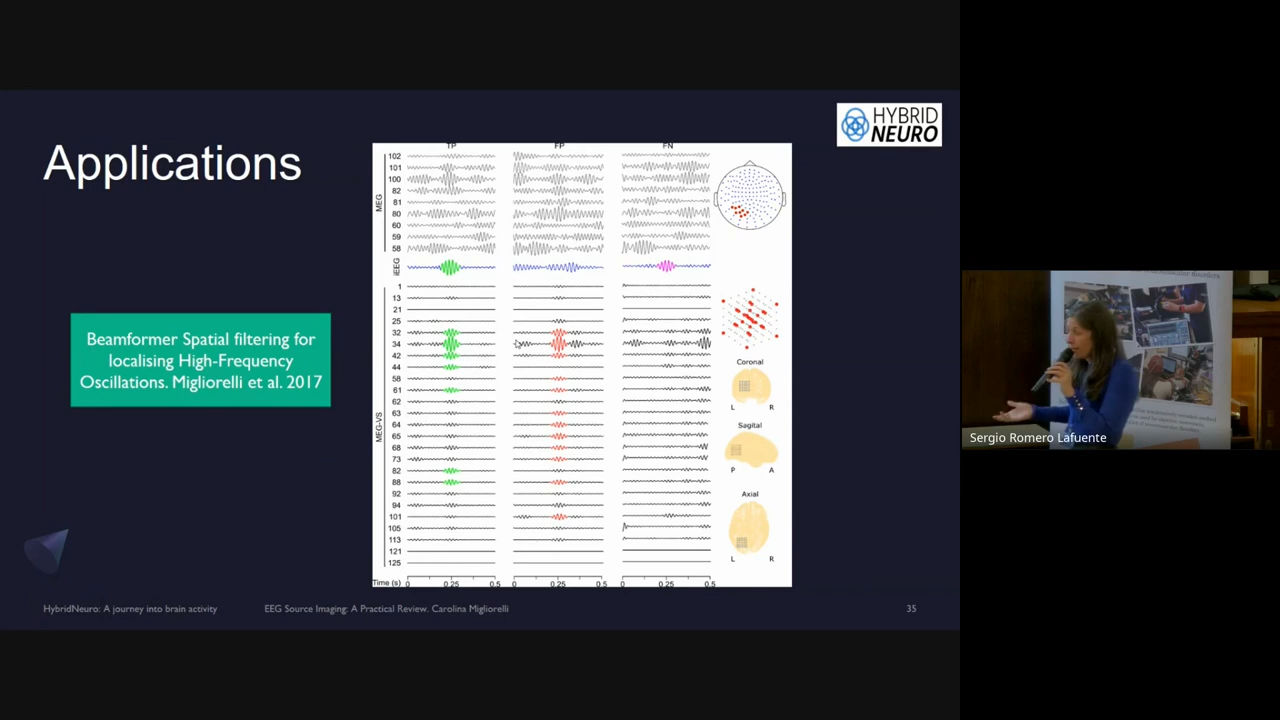 HYBRID
NEURO
Applications
Beamformer Spatial filtering for
localising High-Frequency
Oscillations. Migliorelli et al. 2017
TP FP FN
MEG
102
101
100
82
81
80
60
59
58
iEEG
MEG-VS
1
13
21
25
32
34
42
44
58
61
62
63
64
65
68
73
82
88
92
94
101
105
113
121
125
Time (s) 0 0.25 0.5 0 0.25 0.5 0 0.25 0.5
Coronal
L R
Sagital
P A
Axial
L R
HybridNeuro: A journey into brain activity EEG Source Imaging: A Practical Review. Carolina Migliorelli 35
Sergio Romero Lafuente